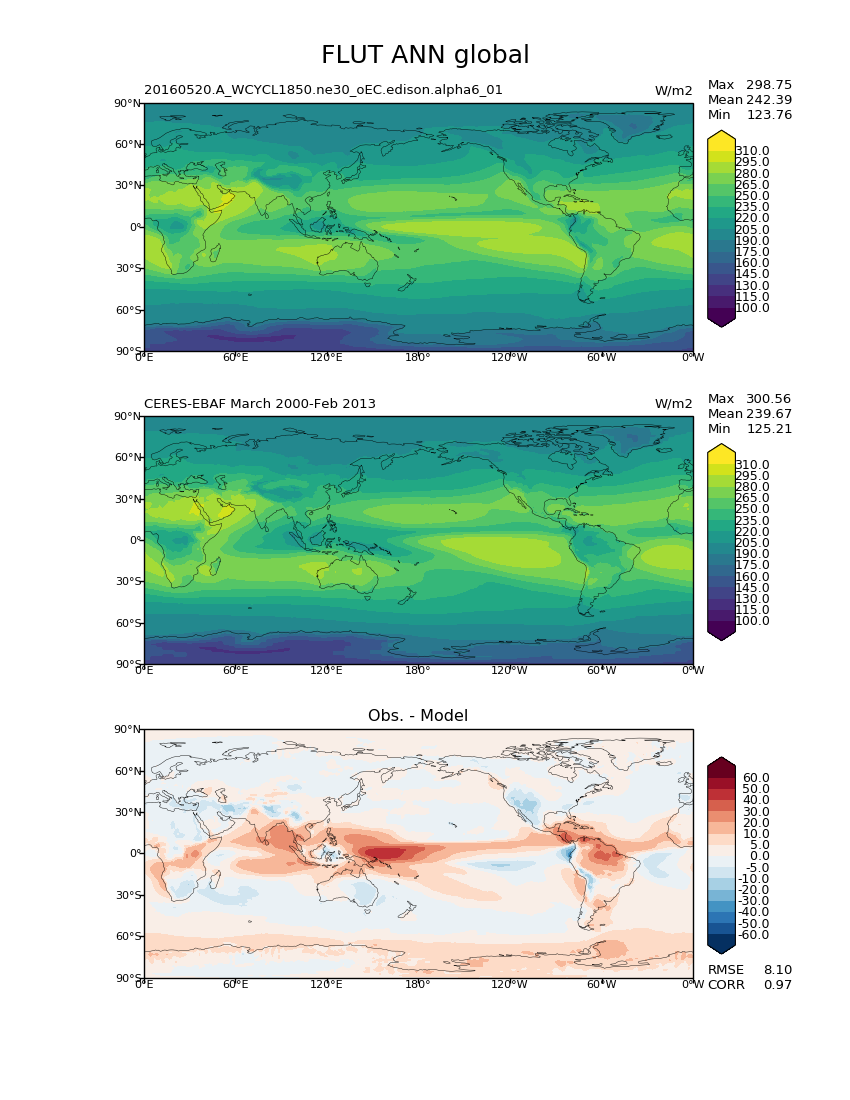 FLUT ANN global
20160520.A_WCYCL1850.ne30_oEC.edison.alpha6_01 W/m2
Max 298.75
Mean 242.39
Min 123.76
90°N
60°N
30°N
0°
30°S
60°S
90°S
0°E 60°E 120°E 180° 120°W 60°W 0°W
310.0
295.0
280.0
265.0
250.0
235.0
220.0
205.0
190.0
175.0
160.0
145.0
130.0
115.0
100.0
CERES-EBAF March 2000-Feb 2013 W/m2
Max 300.56
Mean 239.67
Min 125.21
90°N
60°N
30°N
0°
30°S
60°S
90°S
0°E 60°E 120°E 180° 120°W 60°W 0°W
310.0
295.0
280.0
265.0
250.0
235.0
220.0
205.0
190.0
175.0
160.0
145.0
130.0
115.0
100.0
Obs. - Model
90°N
60°N
30°N
0°
30°S
60°S
90°S
0°E 60°E 120°E 180° 120°W 60°W 0°W
60.0
50.0
40.0
30.0
20.0
10.0
5.0
0.0
-5.0
-10.0
-20.0
-30.0
-40.0
-50.0
-60.0
RMSE 8.10
CORR 0.97